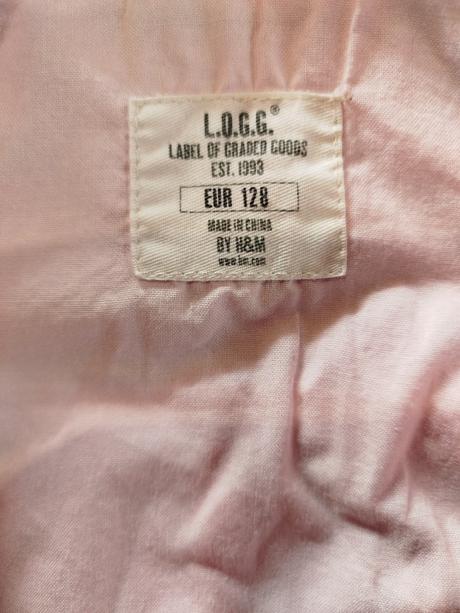 L.O.G.G.®
LABEL OF GRADED GOODS
EST. 1993
EUR 128
MADE IN CHINA
BY H&M
www.hm.com